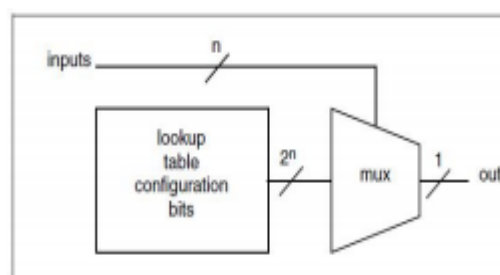 n
inputs
lookup
table
configuration
bits
2ⁿ
mux
1
out